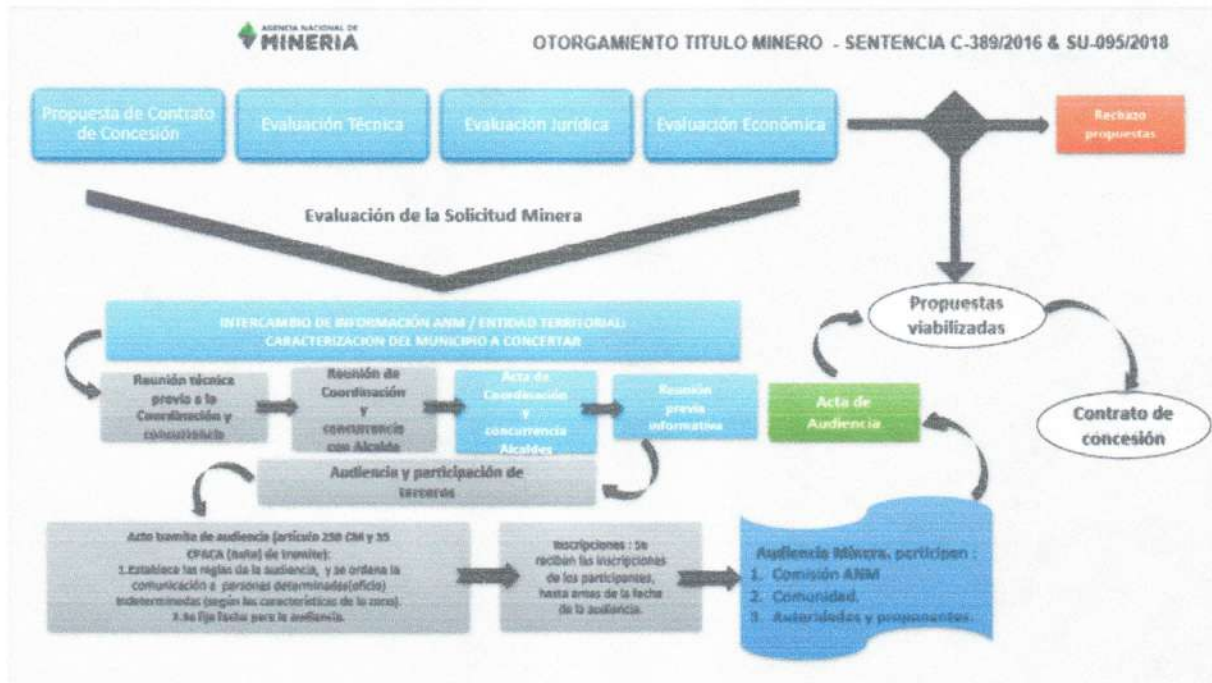 AGENCIA NACIONAL DE
MINERÍA
OTORGAMIENTO TITULO MINERO - SENTENCIA C-389/2016 & SU-095/2018
Propuesta de Contrato
de Concesión
Evaluación Técnica
Evaluación Jurídica
Evaluación Económica
Rechazo
propuestas
Evaluación de la Solicitud Minera
Propuestas
viabilizadas
Contrato de
concesión
INTERCAMBIO DE INFORMACIÓN ANM / ENTIDAD TERRITORIAL:
CARACTERIZACIÓN DEL MUNICIPIO A CONCERTAR
Reunión técnica
previo a la
Coordinación y
concurrencia
Reunión de
Coordinación
y
concurrencia
con Alcalde
Acta de
Coordinación
y
concurrencia
Alcaldes
Reunión
previa
informativa
Acta de
Audiencia
Audiencia y participación de
terceros
Acto tramite de audiencia (artículo 259 CM y 35
CPACA de tramite):
1.Establece las reglas de la audiencia, y se ordena la
comunicación a personas determinadas(oficio)
indeterminadas (según las características de la zona).
2.Se fija fecha para la audiencia.
Inscripciones : Se
reciben las inscripciones
de los participantes,
hasta antes de la fecha
de la audiencia.
Audiencia Minera, participan :
1. Comisión ANM
2. Comunidad.
3. Autoridades y proponentes.